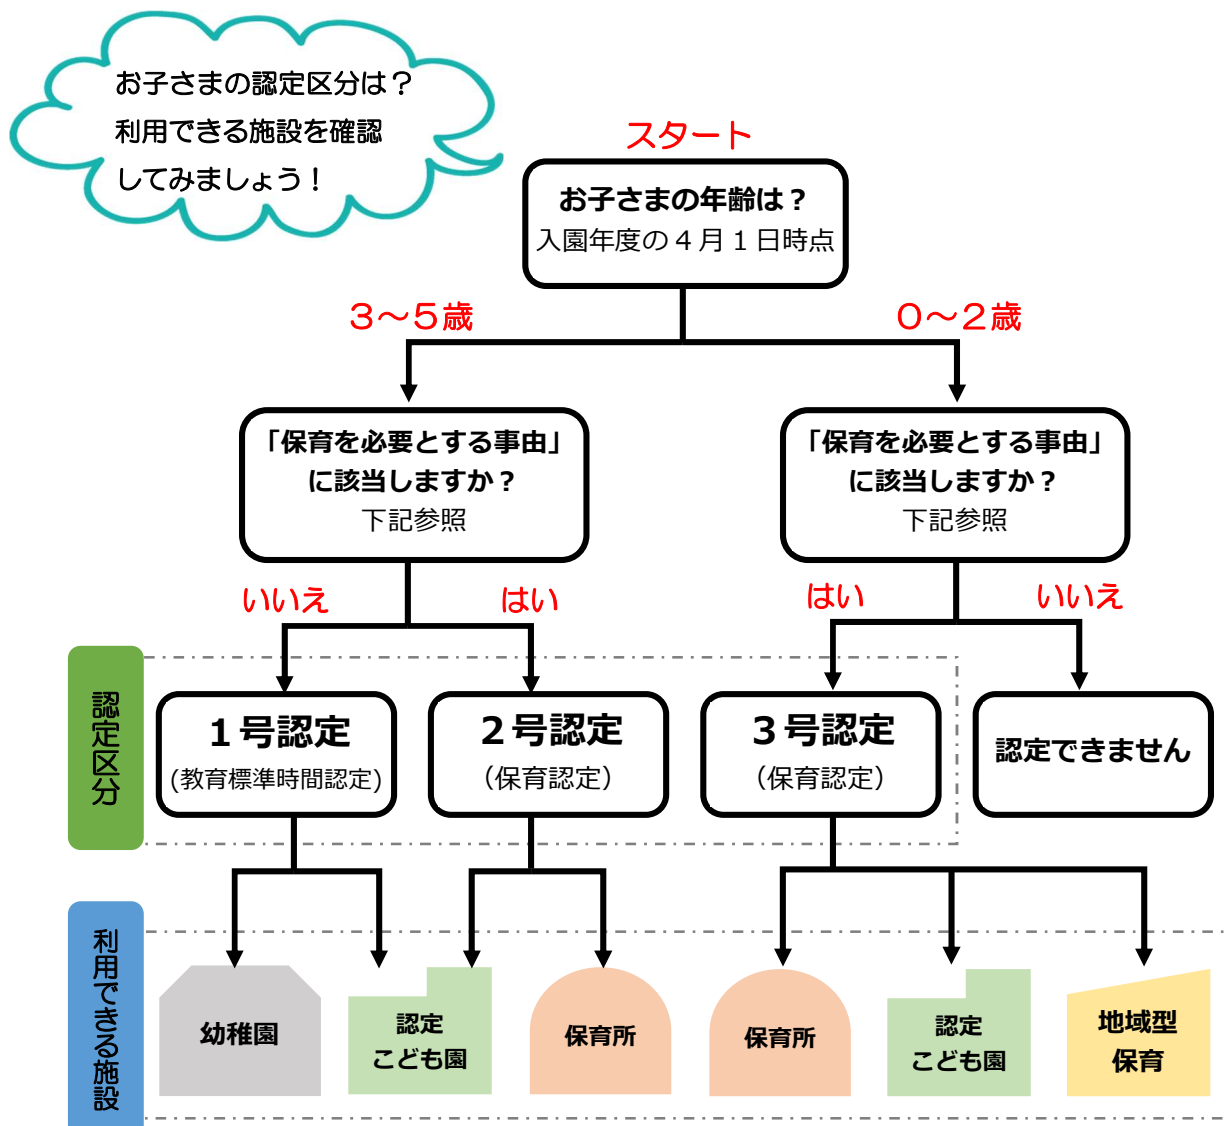 お子さまの認定区分は？
利用できる施設を確認
してみましょう！
スタート
お子さまの年齢は？
入園年度の４月１日時点
３～５歳
０～２歳
「保育を必要とする事由」
に該当しますか？
下記参照
「保育を必要とする事由」
に該当しますか？
下記参照
いいえ
はい
はい
いいえ
認定区分
１号認定
(教育標準時間認定)
２号認定
（保育認定）
３号認定
（保育認定）
認定できません
利用できる施設
幼稚園
認定
こども園
保育所
保育所
認定
こども園
地域型
保育